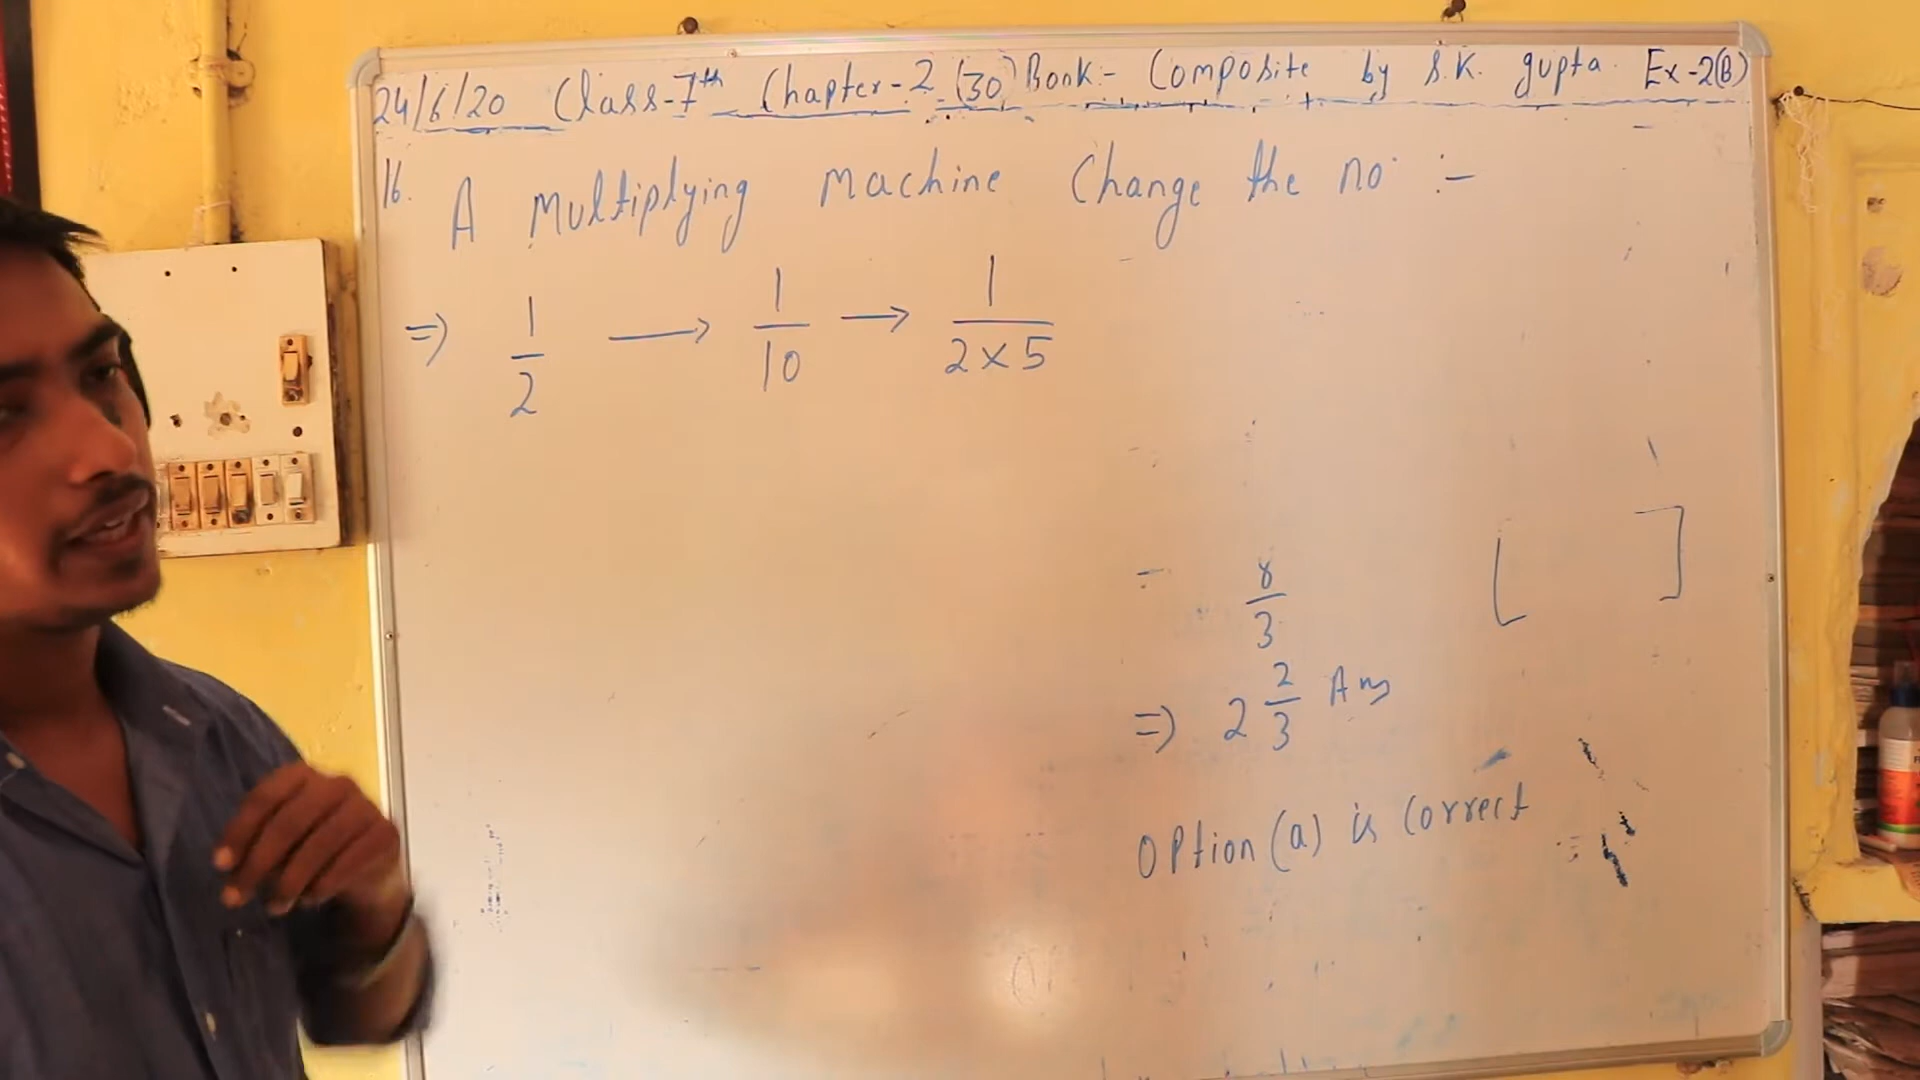 24/6/20 Class-7th Chapter-2 (30) Book:- Composite by S.K. gupta. Ex-2(B)
16. A Multiplying Machine Change the no :-
⇒ 1/2 → 1/10 → 1/(2×5)
= 8/3 [ ]
⇒ 2 2/3 Ans
Option (a) is correct